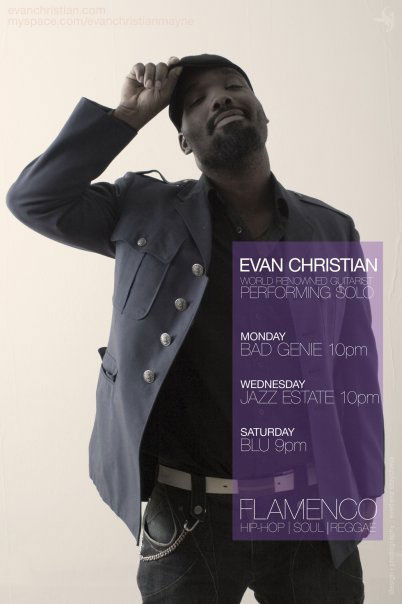 evanchristian.com
myspace.com/evanchristianmayne
EVAN CHRISTIAN
WORLD RENOWNED GUITARIST
PERFORMING SOLO
MONDAY
BAD GENIE 10pm
WEDNESDAY
JAZZ ESTATE 10pm
SATURDAY
BLU 9pm
FLAMENCO
HIP-HOP | SOUL | REGGAE